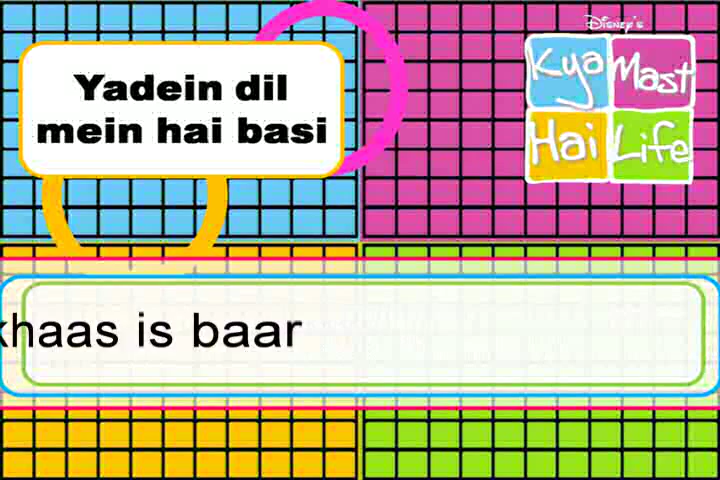 Disney's
Yadein dil
mein hai basi
Kya Mast
Hai Life
khaas is baar